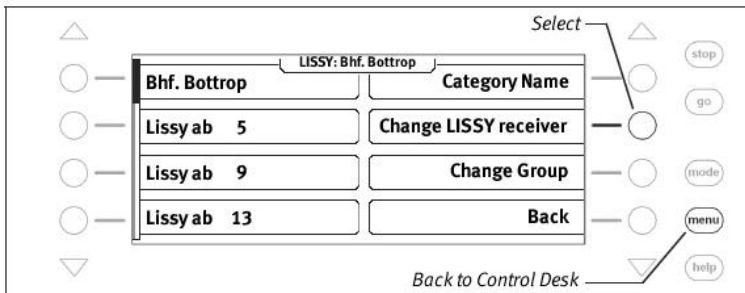 Select
stop
LISSY: Bhf. Bottrop
Bhf. Bottrop
Category Name
go
Lissy ab 5
Change LISSY receiver
Lissy ab 9
Change Group
mode
Lissy ab 13
Back
menu
help
Back to Control Desk